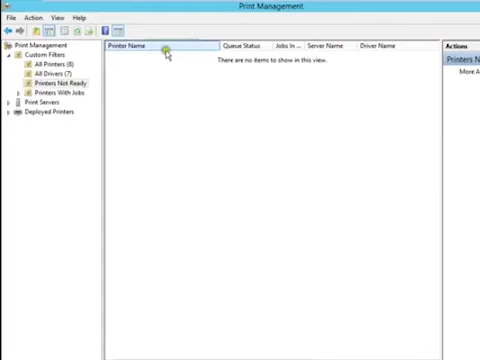 Print Management
File Action View Help
Print Management
Custom Filters
All Printers (8)
All Drivers (7)
Printers Not Ready
Printers With Jobs
Print Servers
Deployed Printers
Printer Name Queue Status Jobs In ... Server Name Driver Name
There are no items to show in this view.
Actions
Printers N
More A